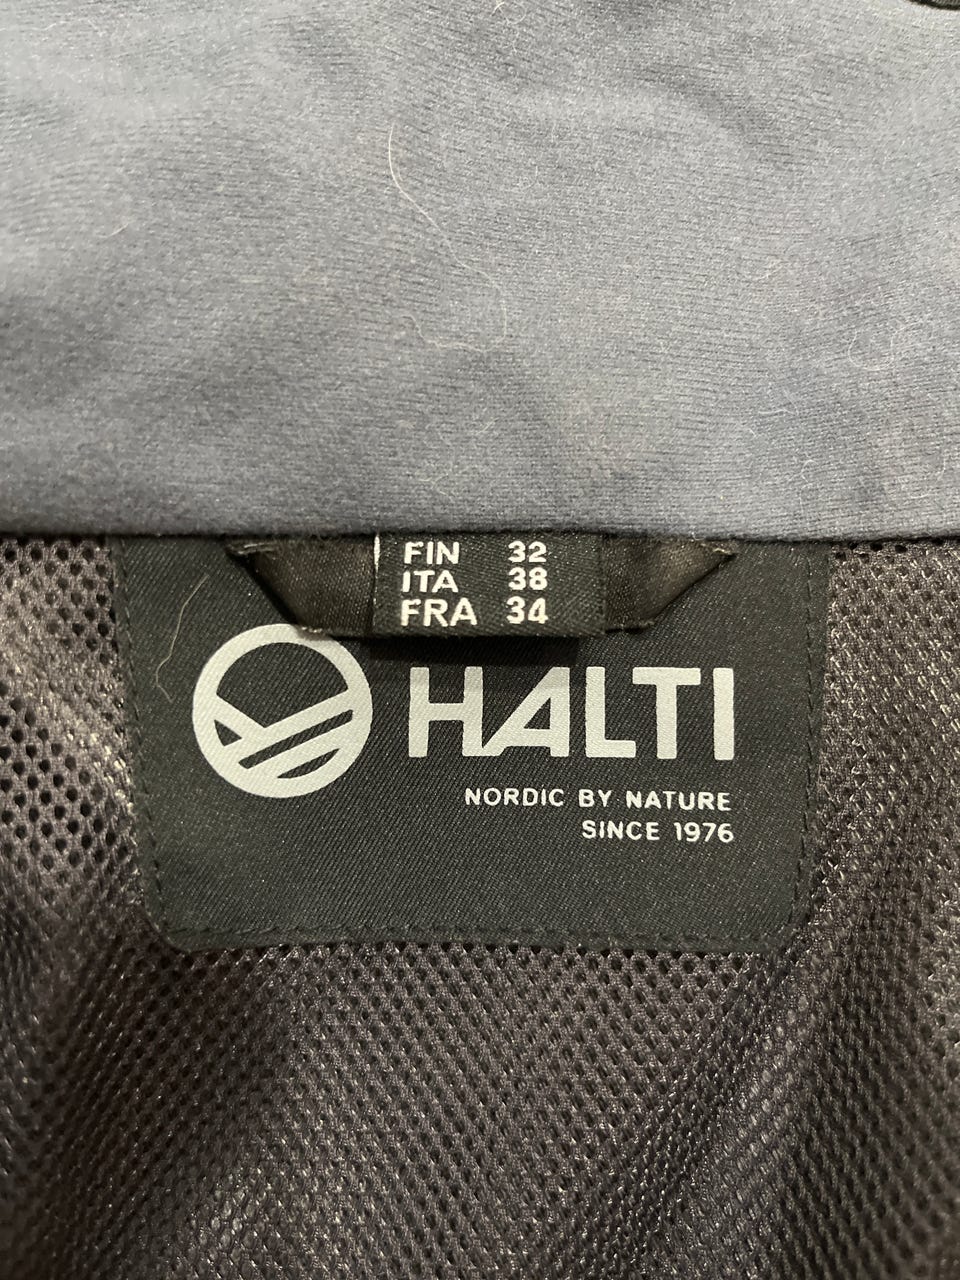 FIN 32
ITA 38
FRA 34
HALTI
NORDIC BY NATURE
SINCE 1976